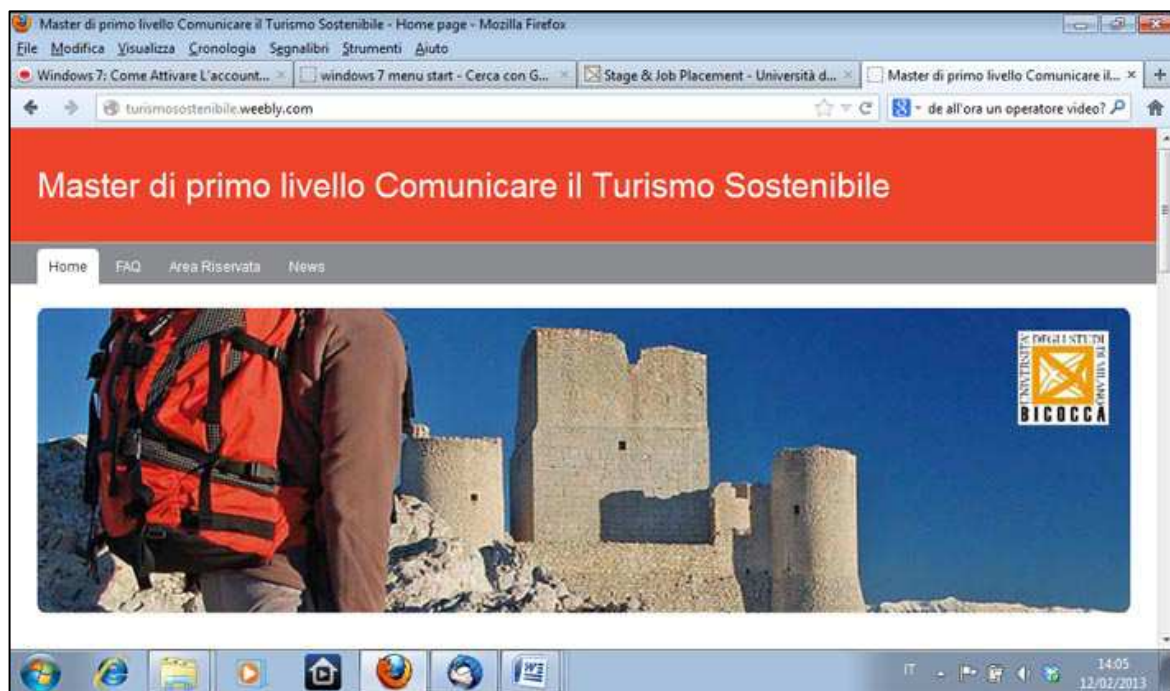 Master di primo livello Comunicare il Turismo Sostenibile - Home page - Mozilla Firefox
File Modifica Visualizza Cronologia Segnalibri Strumenti Aiuto
Windows 7: Come Attivare L'account... windows 7 menu start - Cerca con G... Stage & Job Placement - Università d... Master di primo livello Comunicare il...
turismosostenibile.weebly.com de all'ora un operatore video?
Master di primo livello Comunicare il Turismo Sostenibile
Home FAQ Area Riservata News
UNIVERSITA' DEGLI STUDI DI MILANO
BICOCCA
IT 14:05
12/02/2013